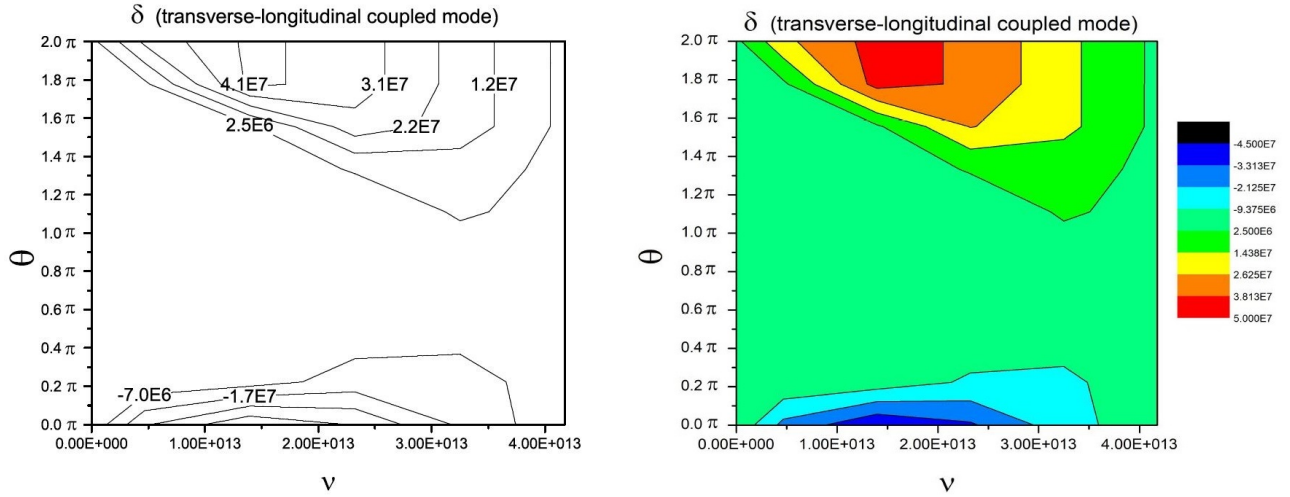 δ (transverse-longitudinal coupled mode)
2.0 π
1.8 π
1.6 π
1.4 π
1.2 π
1.0 π
0.8 π
0.6 π
0.4 π
0.2 π
0.0 π
θ
4.1E7
3.1E7
1.2E7
2.5E6
2.2E7
-7.0E6
-1.7E7
0.00E+000
1.00E+013
2.00E+013
3.00E+013
4.00E+013
ν
δ (transverse-longitudinal coupled mode)
2.0 π
1.8 π
1.6 π
1.4 π
1.2 π
1.0 π
0.8 π
0.6 π
0.4 π
0.2 π
0.0 π
θ
0.00E+000
1.00E+013
2.00E+013
3.00E+013
4.00E+013
ν
-4.500E7
-3.313E7
-2.125E7
-9.375E6
2.500E6
1.438E7
2.625E7
3.813E7
5.000E7